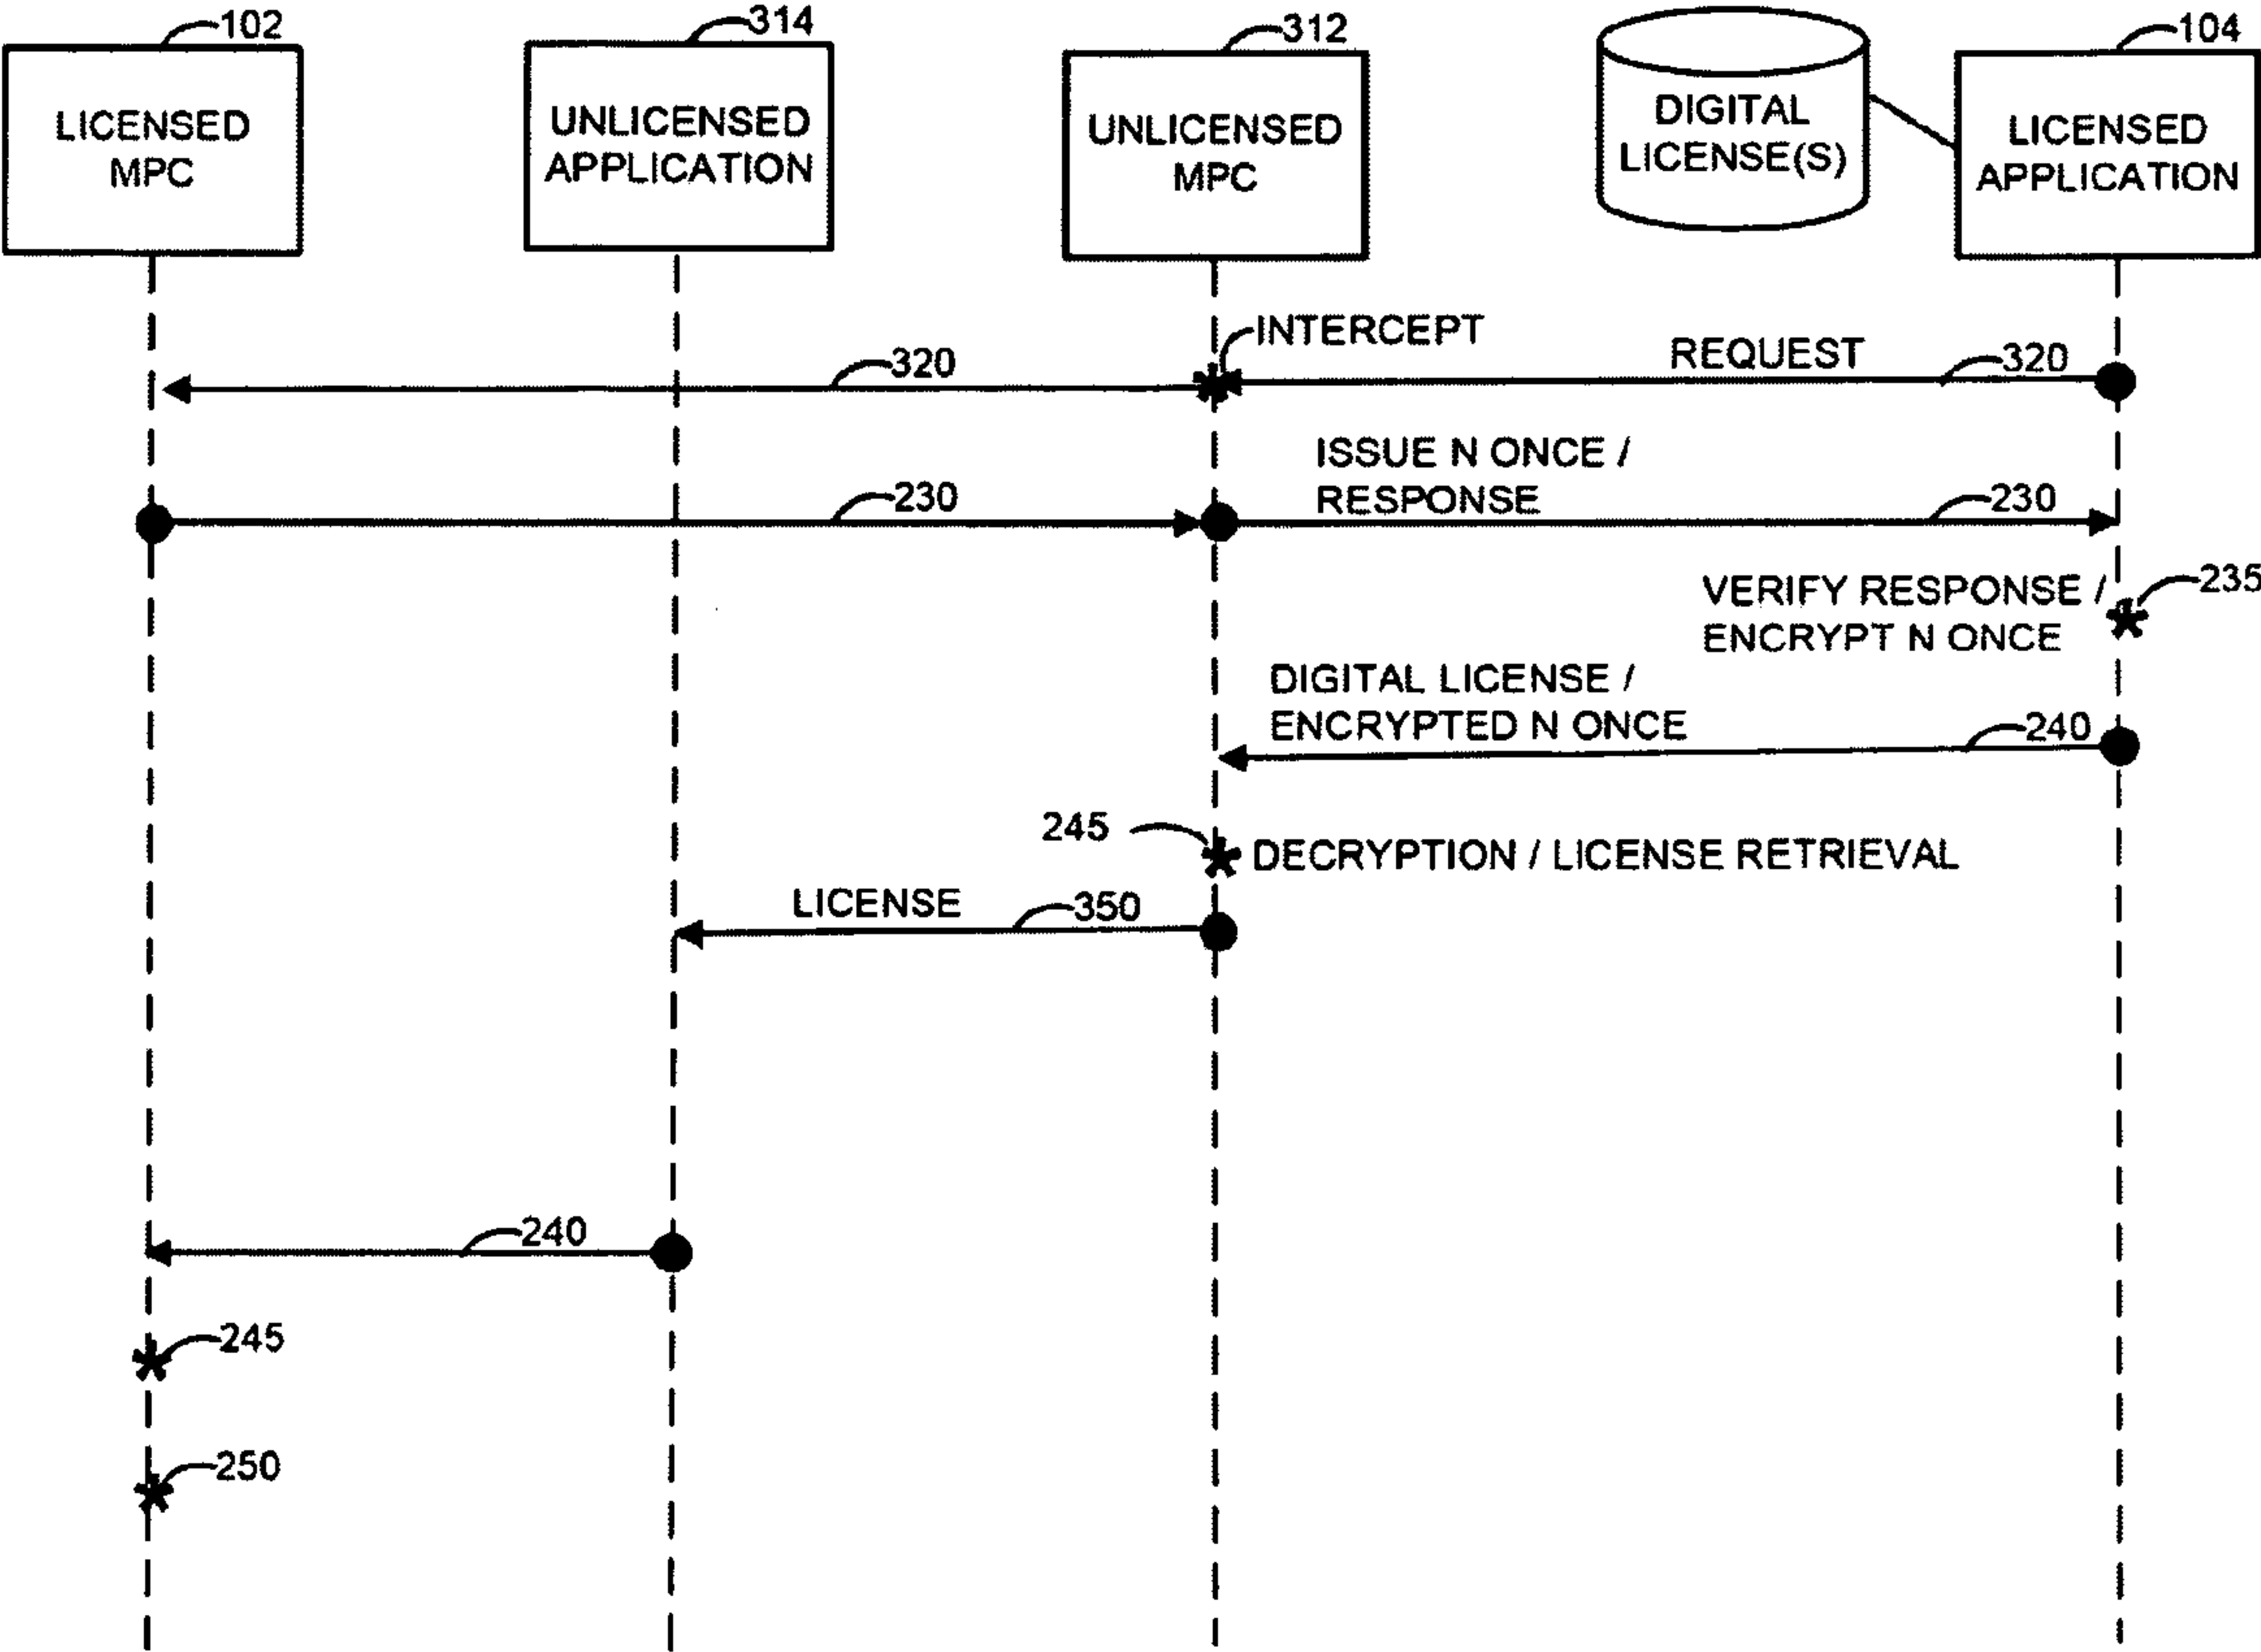 102
314
312
104
LICENSED
MPC
UNLICENSED
APPLICATION
UNLICENSED
MPC
DIGITAL
LICENSE(S)
LICENSED
APPLICATION
INTERCEPT
REQUEST
320
320
ISSUE N ONCE /
RESPONSE
230
230
VERIFY RESPONSE /
ENCRYPT N ONCE
235
DIGITAL LICENSE /
ENCRYPTED N ONCE
240
245
DECRYPTION / LICENSE RETRIEVAL
LICENSE
350
240
245
250